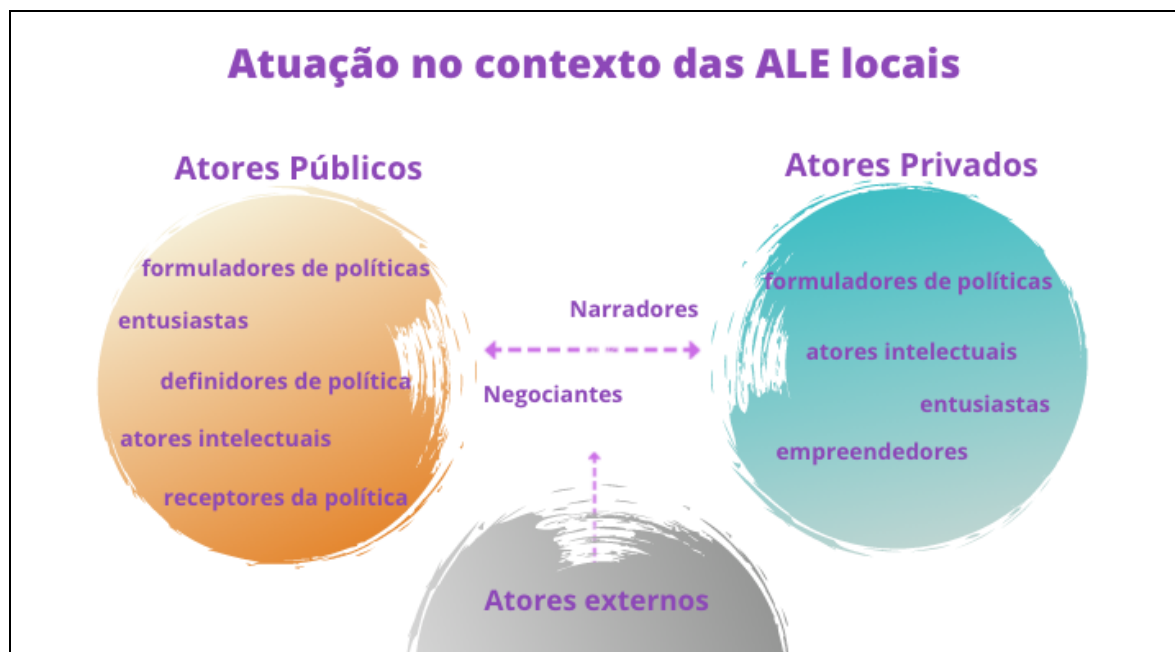 Atuação no contexto das ALE locais
Atores Públicos
formuladores de políticas
entusiastas
definidores de política
atores intelectuais
receptores da política
Narradores
Negociantes
Atores Privados
formuladores de políticas
atores intelectuais
entusiastas
empreendedores
Atores externos